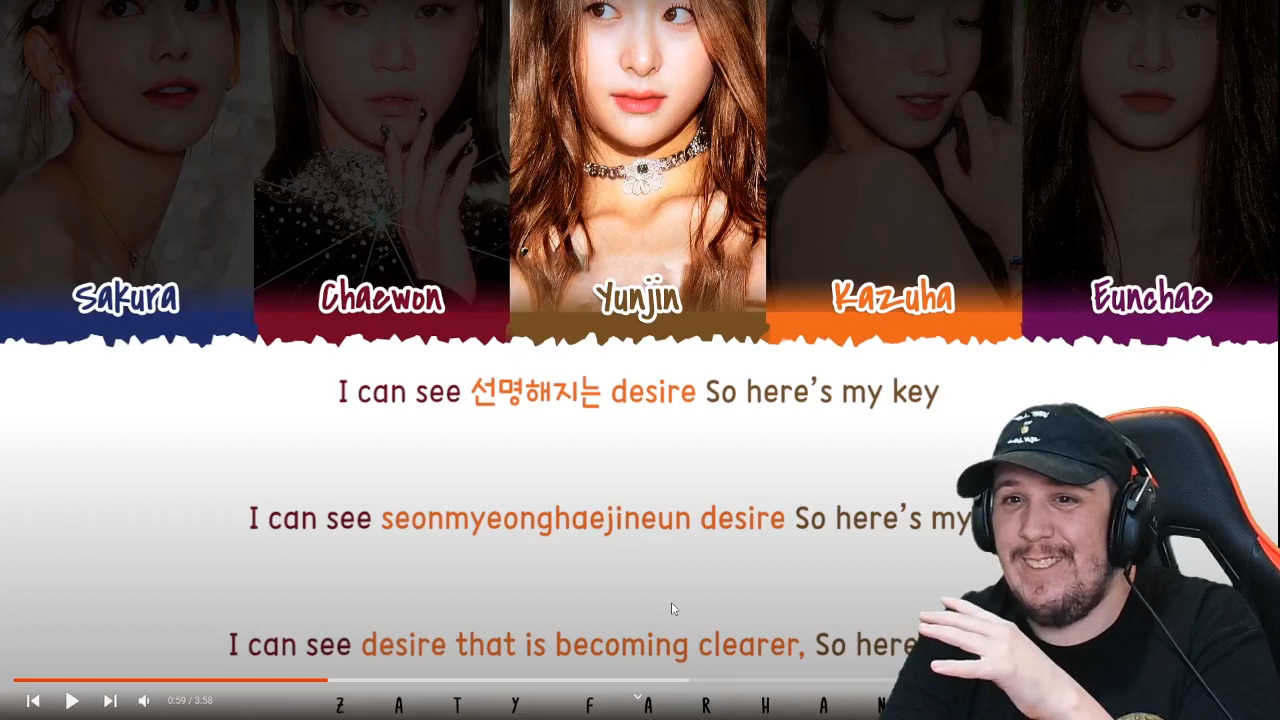 Sakura Chaewon Yunjin Kazuha Eunchae
I can see 선명해지는 desire So here's my key
I can see seonmyeonghaejineun desire So here's my
I can see desire that is becoming clearer, So here
0:59 / 3:58
Z A T Y F A R H A N